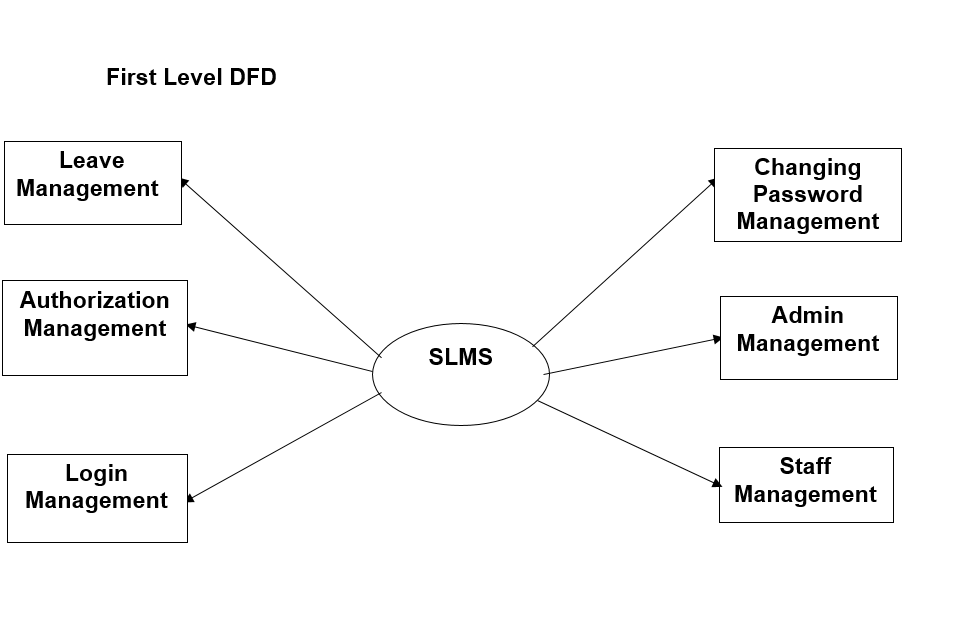 First Level DFD
Leave
Management
Changing
Password
Management
Authorization
Management
Admin
Management
SLMS
Login
Management
Staff
Management